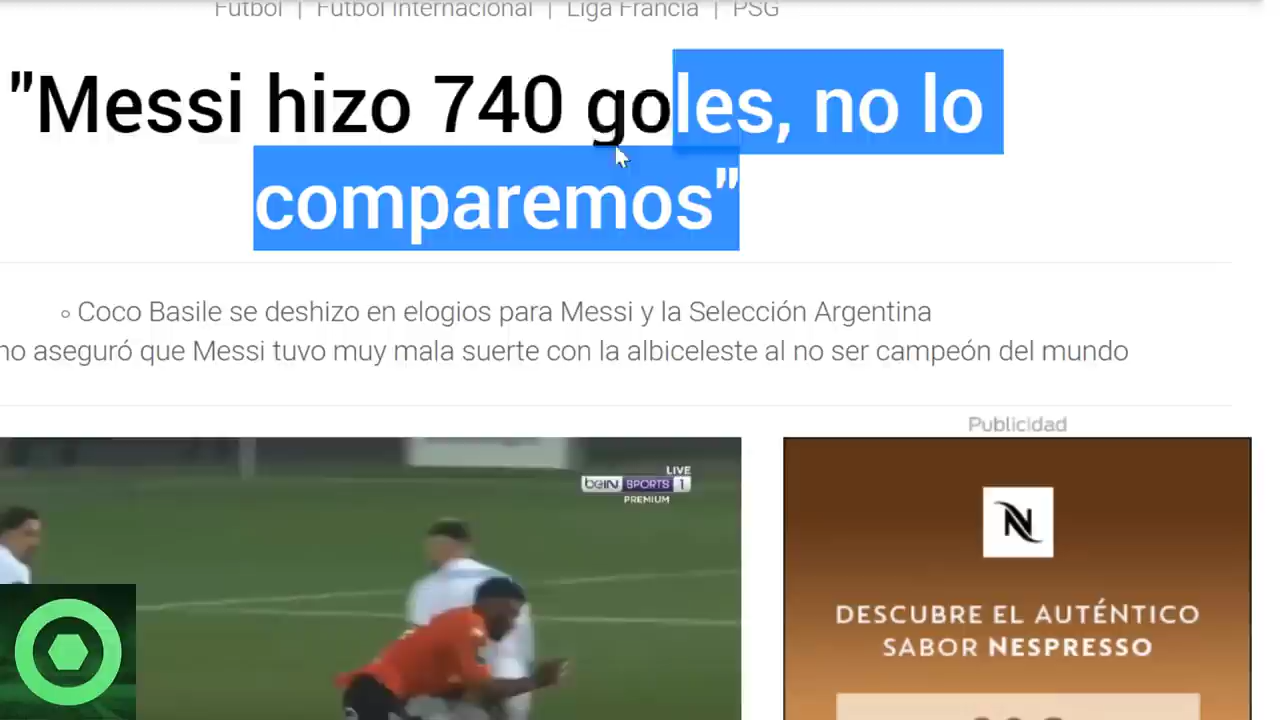 Fútbol | Fútbol Internacional | Liga Francia | PSG
"Messi hizo 740 goles, no lo
comparemos"
Coco Basile se deshizo en elogios para Messi y la Selección Argentina
no aseguró que Messi tuvo muy mala suerte con la albiceleste al no ser campeón del mundo
Publicidad
LIVE
beIN SPORTS 1
PREMIUM
N
DESCUBRE EL AUTÉNTICO
SABOR NESPRESSO